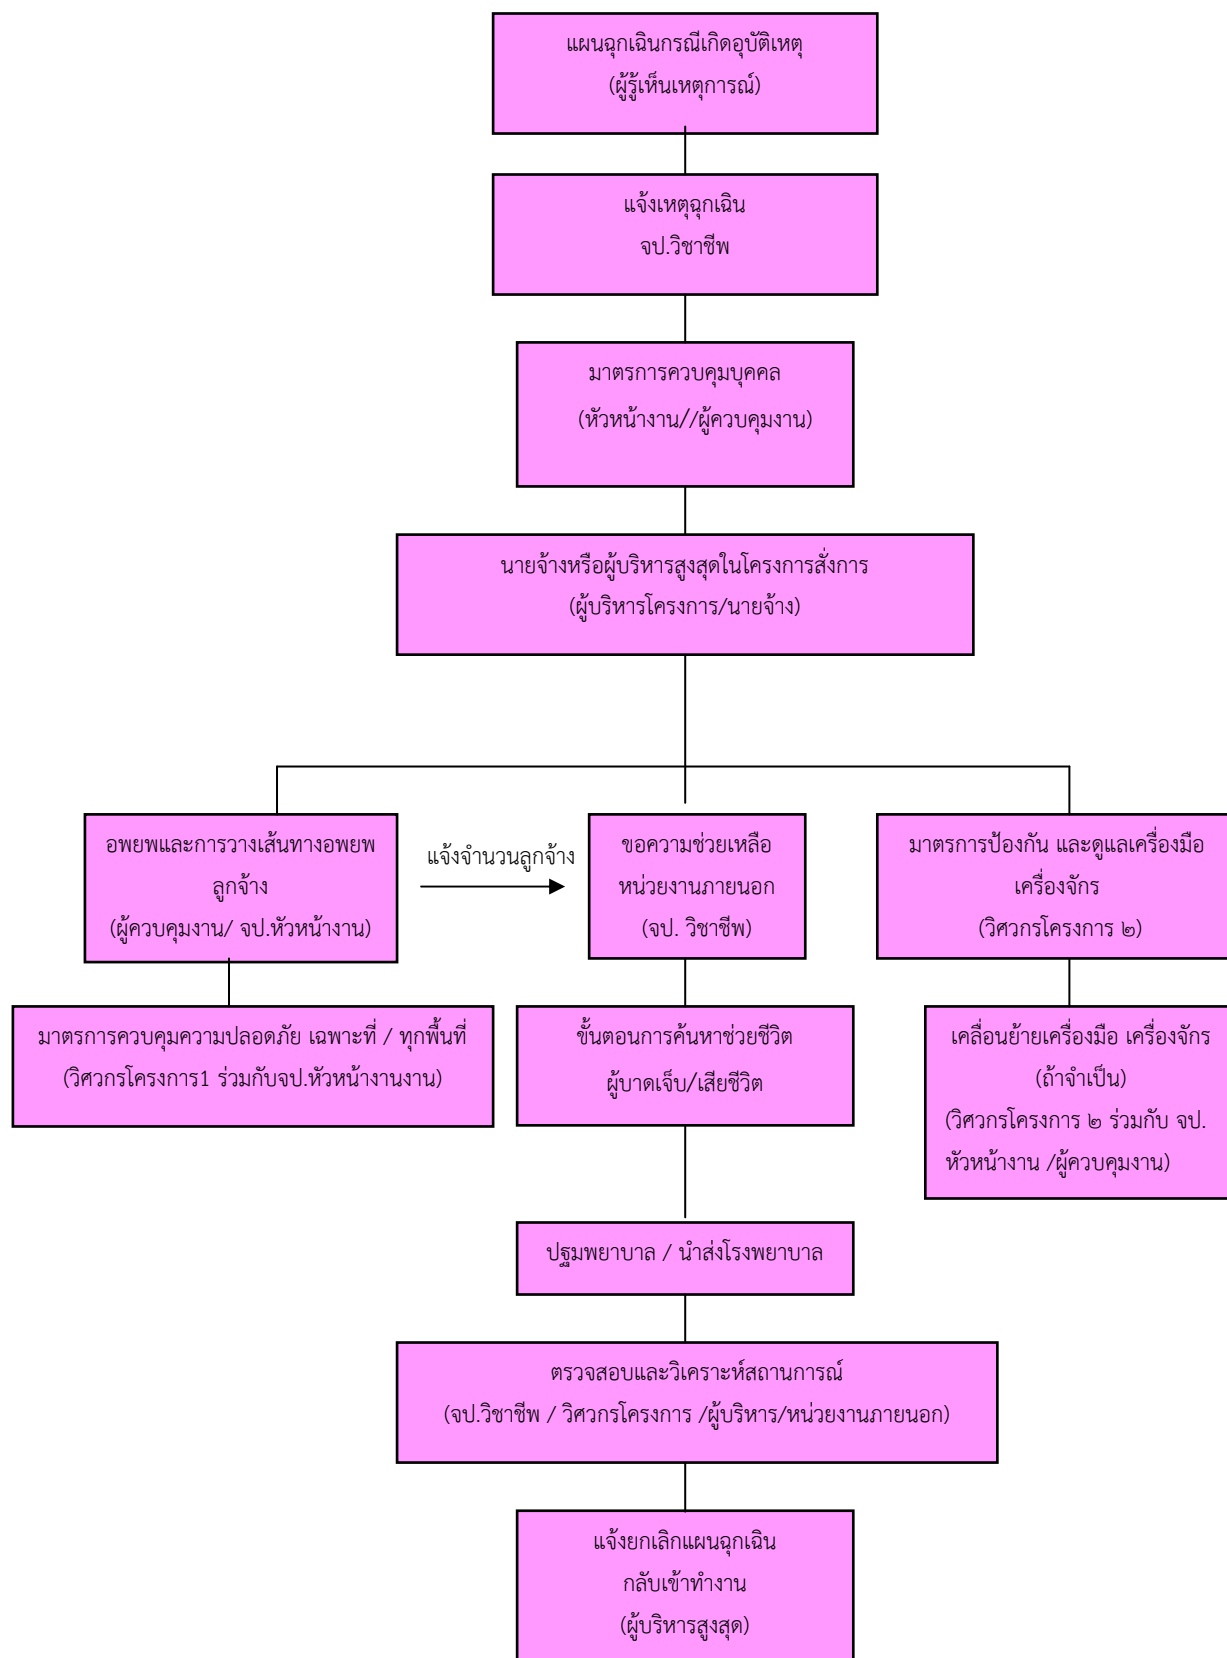 แผนฉุกเฉินกรณีเกิดอุบัติเหตุ
(ผู้รู้เห็นเหตุการณ์)
แจ้งเหตุฉุกเฉิน
จป.วิชาชีพ
มาตรการควบคุมบุคคล
(หัวหน้างาน//ผู้ควบคุมงาน)
นายจ้างหรือผู้บริหารสูงสุดในโครงการสั่งการ
(ผู้บริหารโครงการ/นายจ้าง)
อพยพและการวางเส้นทางอพยพ
ลูกจ้าง
(ผู้ควบคุมงาน/ จป.หัวหน้างาน)
แจ้งจำนวนลูกจ้าง
ขอความช่วยเหลือ
หน่วยงานภายนอก
(จป. วิชาชีพ)
มาตรการป้องกัน และดูแลเครื่องมือ
เครื่องจักร
(วิศวกรโครงการ ๒)
มาตรการควบคุมความปลอดภัย เฉพาะที่ / ทุกพื้นที่
(วิศวกรโครงการ1 ร่วมกับจป.หัวหน้างานงาน)
ขั้นตอนการค้นหาช่วยชีวิต
ผู้บาดเจ็บ/เสียชีวิต
เคลื่อนย้ายเครื่องมือ เครื่องจักร
(ถ้าจำเป็น)
(วิศวกรโครงการ ๒ ร่วมกับ จป.
หัวหน้างาน /ผู้ควบคุมงาน)
ปฐมพยาบาล / นำส่งโรงพยาบาล
ตรวจสอบและวิเคราะห์สถานการณ์
(จป.วิชาชีพ / วิศวกรโครงการ /ผู้บริหาร/หน่วยงานภายนอก)
แจ้งยกเลิกแผนฉุกเฉิน
กลับเข้าทำงาน
(ผู้บริหารสูงสุด)